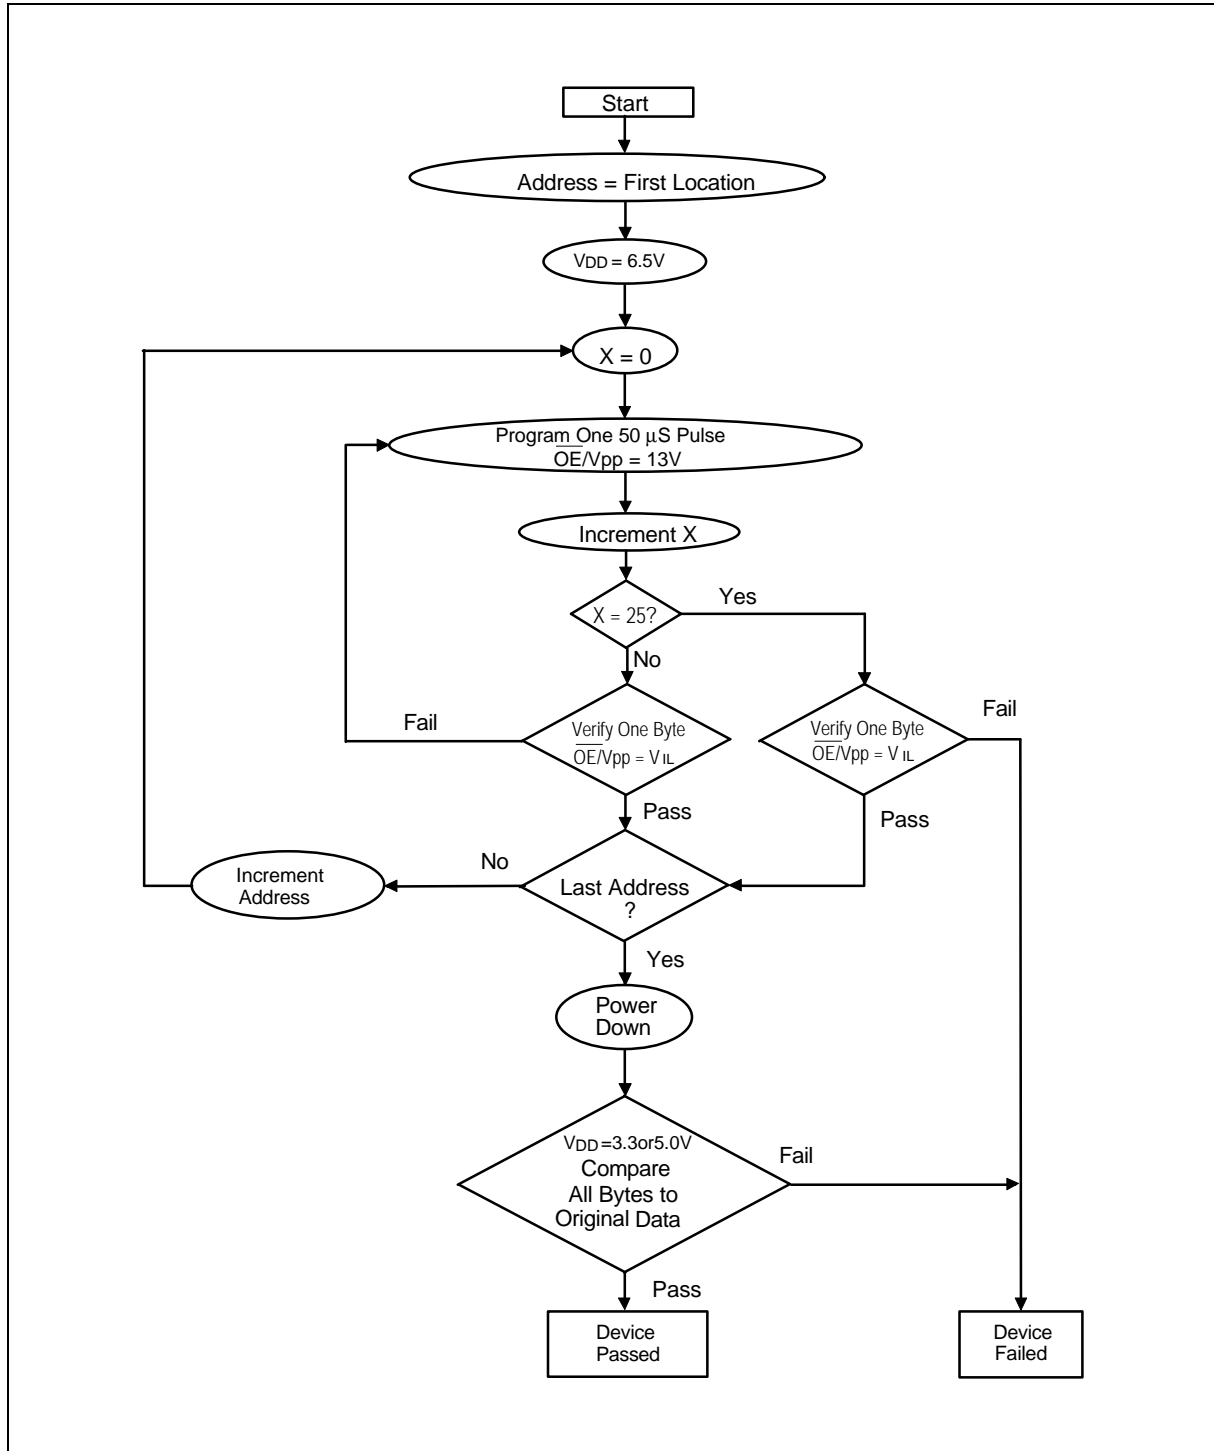 Start
Address = First Location
VDD = 6.5V
X = 0
Program One 50 µS Pulse
OE/Vpp = 13V
Increment X
X = 25?
Yes
No
Fail
Verify One Byte
OE/Vpp = VIL
Verify One Byte
OE/Vpp = VIL
Fail
Pass
Pass
No
Increment
Address
Last Address
?
Yes
Power
Down
VDD =3.3or5.0V
Compare
All Bytes to
Original Data
Fail
Pass
Device
Passed
Device
Failed